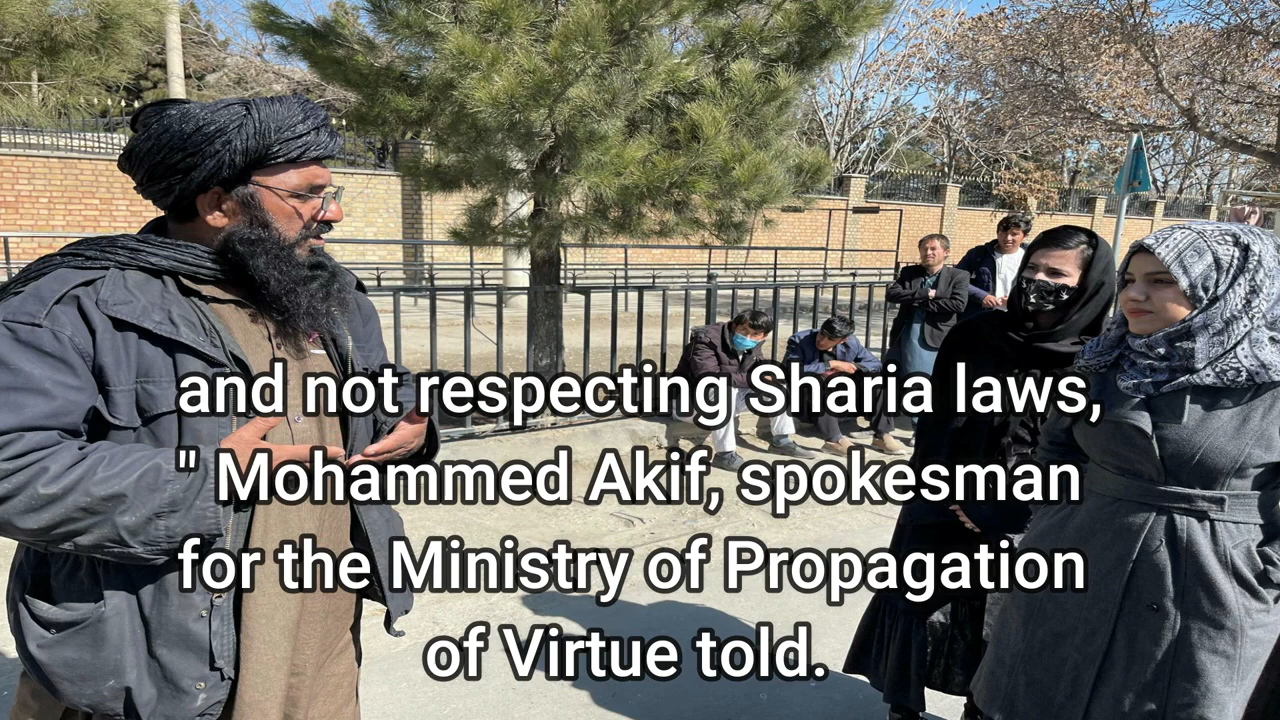 and not respecting Sharia laws,
" Mohammed Akif, spokesman
for the Ministry of Propagation
of Virtue told.